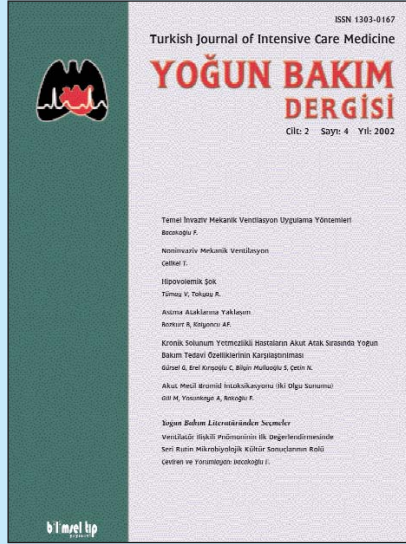 ISSN 1303-0167
Turkish Journal of Intensive Care Medicine
YOĞUN BAKIM
DERGİSİ
Cilt: 2 Sayı: 4 Yıl: 2002
Temel İnvaziv Mekanik Ventilasyon Uygulama Yöntemleri
Bacakoğlu F.
Noninvaziv Mekanik Ventilasyon
Çelikel T.
Hipovolemik Şok
Tümay V, Tokyay R.
Astma Ataklarına Yaklaşım
Bozkurt B, Kalyoncu AF.
Kronik Solunum Yetmezlikli Hastaların Akut Atak Sırasında Yoğun
Bakım Tedavi Özelliklerinin Karşılaştırılması
Gürsel G, Erel Kırışoğlu C, Bilgin Mulluoğlu S, Çetin N.
Akut Metil Bromid İntoksikasyonu (İki Olgu Sunumu)
Gül M, Yosunkaya A,
Yoğun Bakım Literatüründen Seçmeler
Ventilatör İlişkili Pnömoninin İlk Değerlendirmesinde
Seri Rutin Mikrobiyolojik Kültür Sonuçlarının Rolü
Çeviren ve Yorumlayan: Bacakoğlu F.
bilimsel tıp